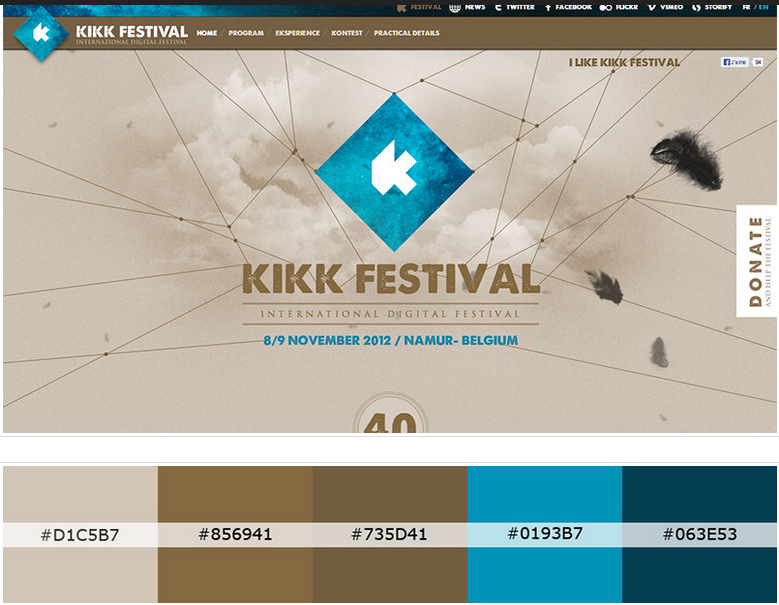 FESTIVAL NEWS TWITTER FACEBOOK FLICKR VIMEO STORIFY FR / EN
KIKK FESTIVAL
INTERNATIONAL DIGITAL FESTIVAL
HOME / PROGRAM / EKSPERIENCE / KONTEST / PRACTICAL DETAILS
I LIKE KIKK FESTIVAL
J'aime 94
KIKK FESTIVAL
INTERNATIONAL DIGITAL FESTIVAL
8/9 NOVEMBER 2012 / NAMUR- BELGIUM
DONATE
AND HELP THE FESTIVAL
40
#D1C5B7 #856941 #735D41 #0193B7 #063E53